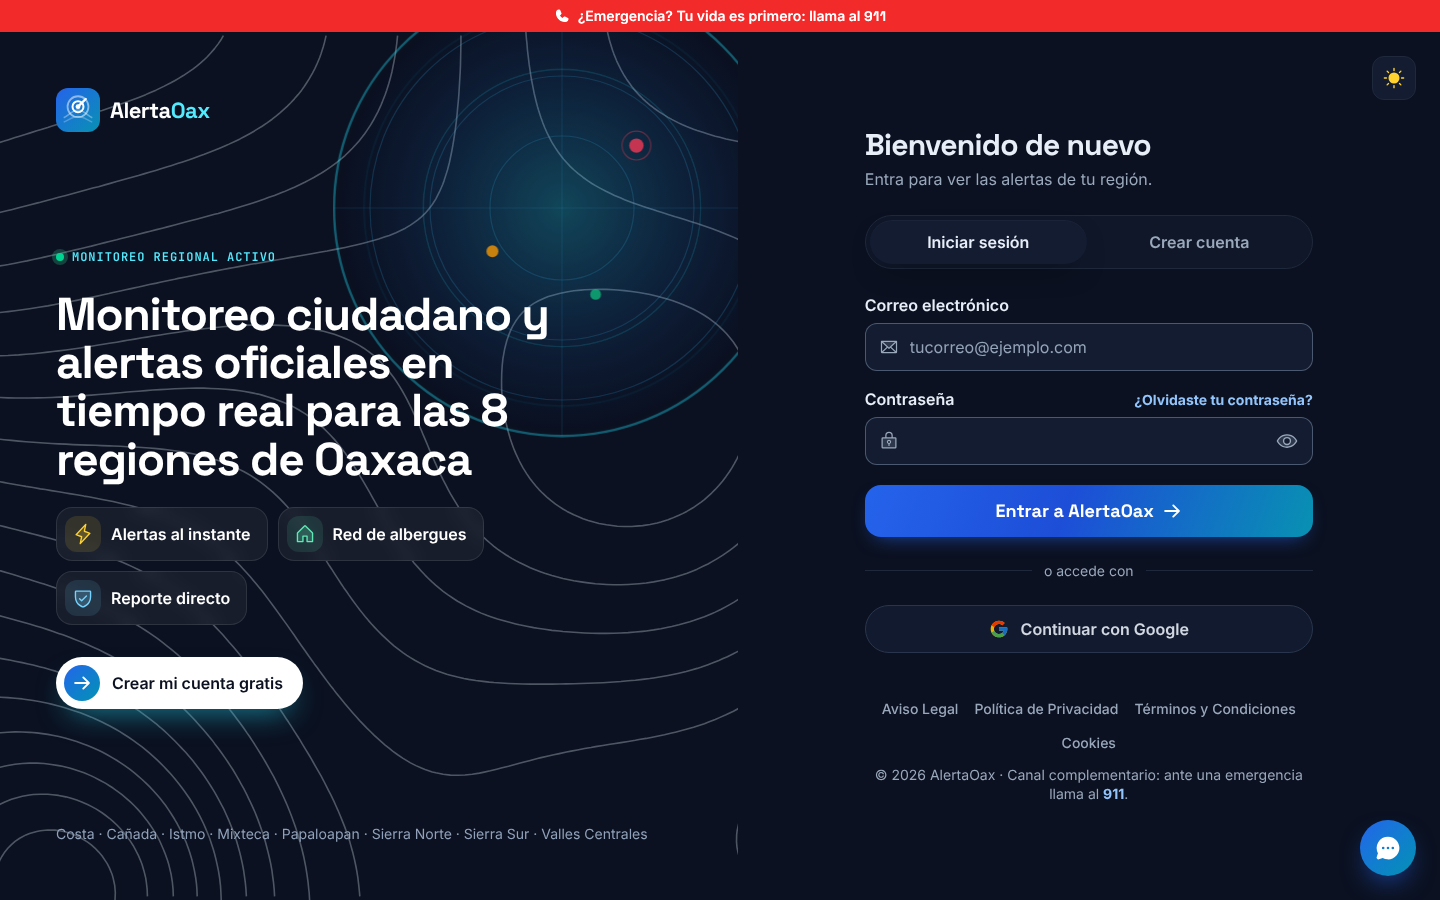 ¿Emergencia? Tu vida es primero: llama al 911
AlertaOax
MONITOREO REGIONAL ACTIVO
Monitoreo ciudadano y
alertas oficiales en
tiempo real para las 8
regiones de Oaxaca
Alertas al instante
Red de albergues
Reporte directo
Crear mi cuenta gratis
Costa · Cañada · Istmo · Mixteca · Papaloapan · Sierra Norte · Sierra Sur · Valles Centrales
Bienvenido de nuevo
Entra para ver las alertas de tu región.
Iniciar sesión
Crear cuenta
Correo electrónico
tucorreo@ejemplo.com
Contraseña
¿Olvidaste tu contraseña?
Entrar a AlertaOax
o accede con
Continuar con Google
Aviso Legal
Política de Privacidad
Términos y Condiciones
Cookies
© 2026 AlertaOax · Canal complementario: ante una emergencia
llama al 911.